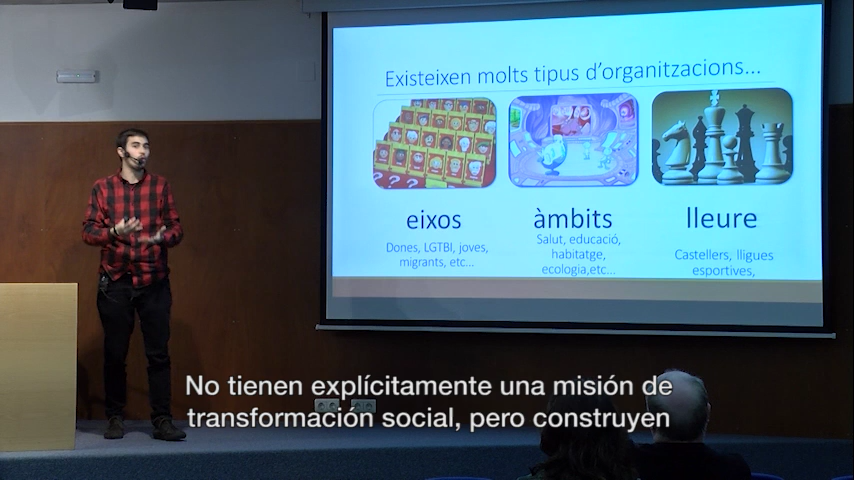 Existeixen molts tipus d'organitzacions...
eixos
àmbits
lleure
Dones, LGTBI, joves,
migrants, etc...
Salut, educació,
habitatge,
ecologia,etc...
Castellers, lligues
esportives,
No tienen explícitamente una misión de
transformación social, pero construyen